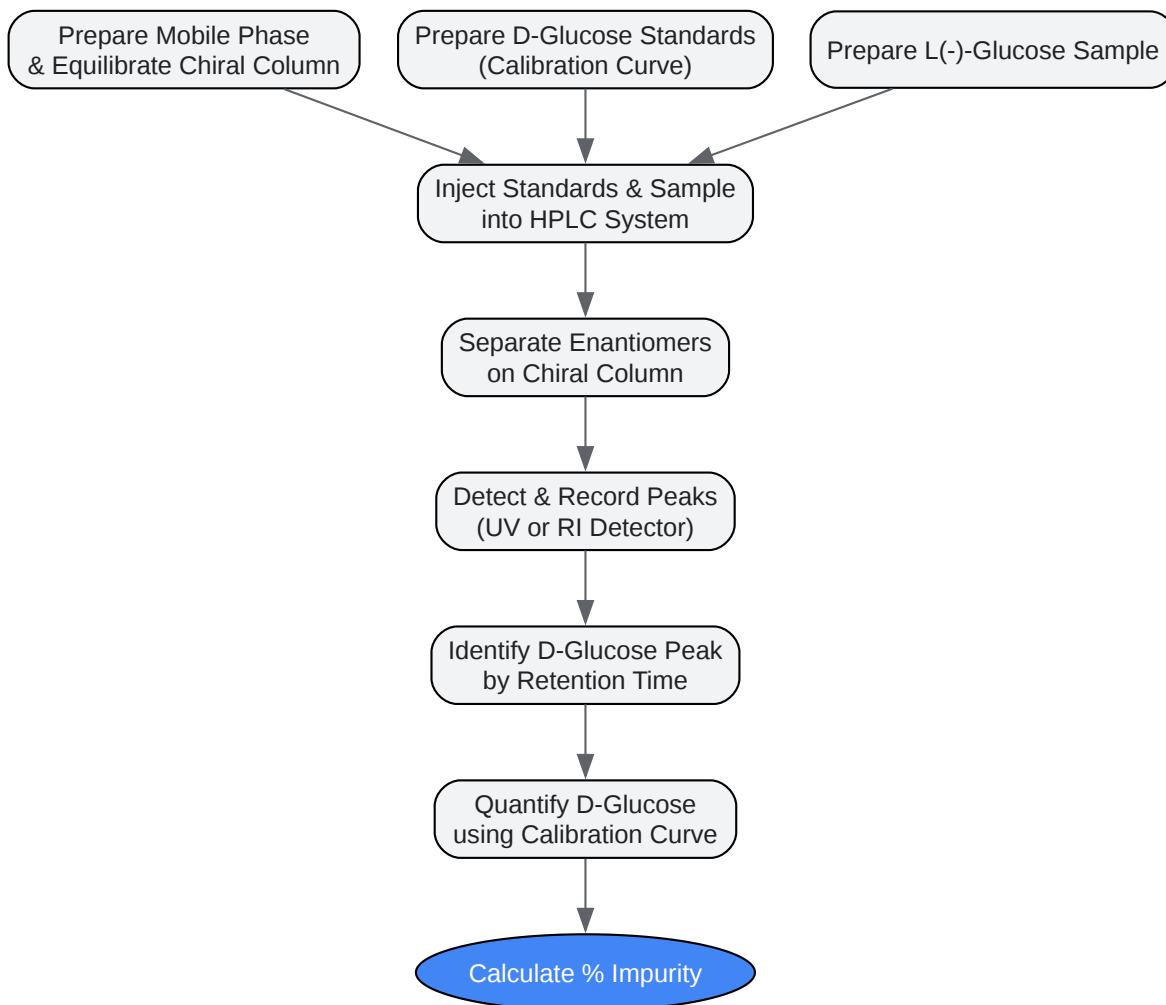 Prepare Mobile Phase
& Equilibrate Chiral Column
Prepare D-Glucose Standards
(Calibration Curve)
Prepare L(-)-Glucose Sample
Inject Standards & Sample
into HPLC System
Separate Enantiomers
on Chiral Column
Detect & Record Peaks
(UV or RI Detector)
Identify D-Glucose Peak
by Retention Time
Quantify D-Glucose
using Calibration Curve
Calculate % Impurity